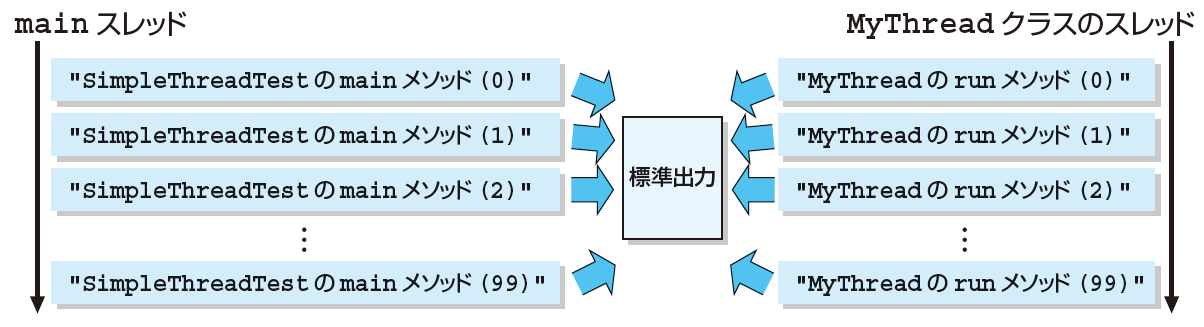 main スレッド
MyThread クラスのスレッド
"SimpleThreadTest の main メソッド (0)"
"SimpleThreadTest の main メソッド (1)"
"SimpleThreadTest の main メソッド (2)"
⋮
"SimpleThreadTest の main メソッド (99)"
標準出力
"MyThread の run メソッド (0)"
"MyThread の run メソッド (1)"
"MyThread の run メソッド (2)"
⋮
"MyThread の run メソッド (99)"